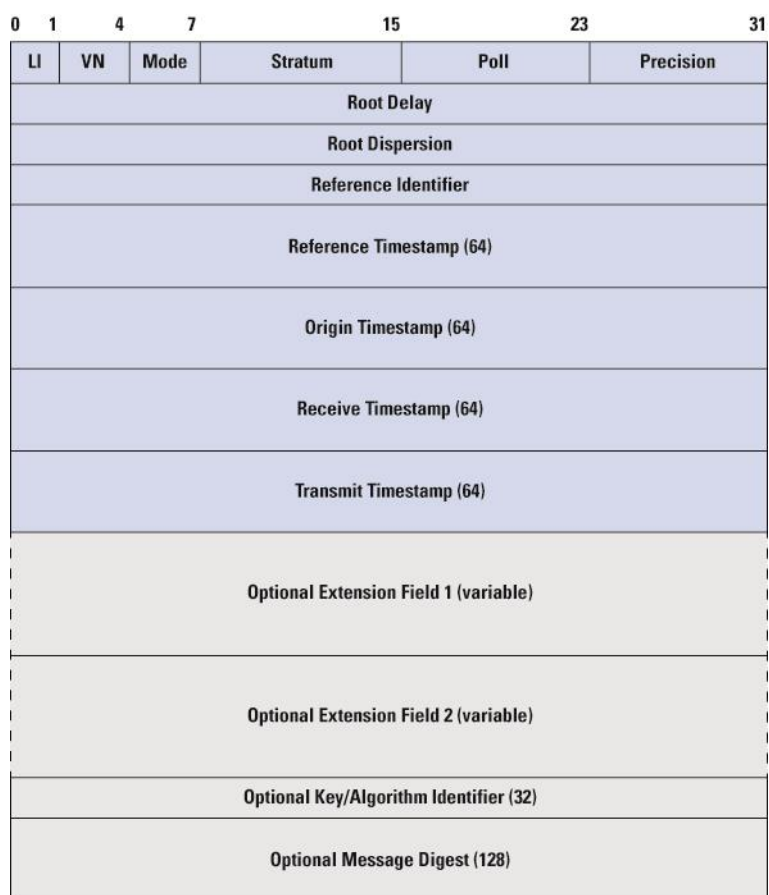 0 1 4 7 15 23 31
LI VN Mode Stratum Poll Precision
Root Delay
Root Dispersion
Reference Identifier
Reference Timestamp (64)
Origin Timestamp (64)
Receive Timestamp (64)
Transmit Timestamp (64)
Optional Extension Field 1 (variable)
Optional Extension Field 2 (variable)
Optional Key/Algorithm Identifier (32)
Optional Message Digest (128)